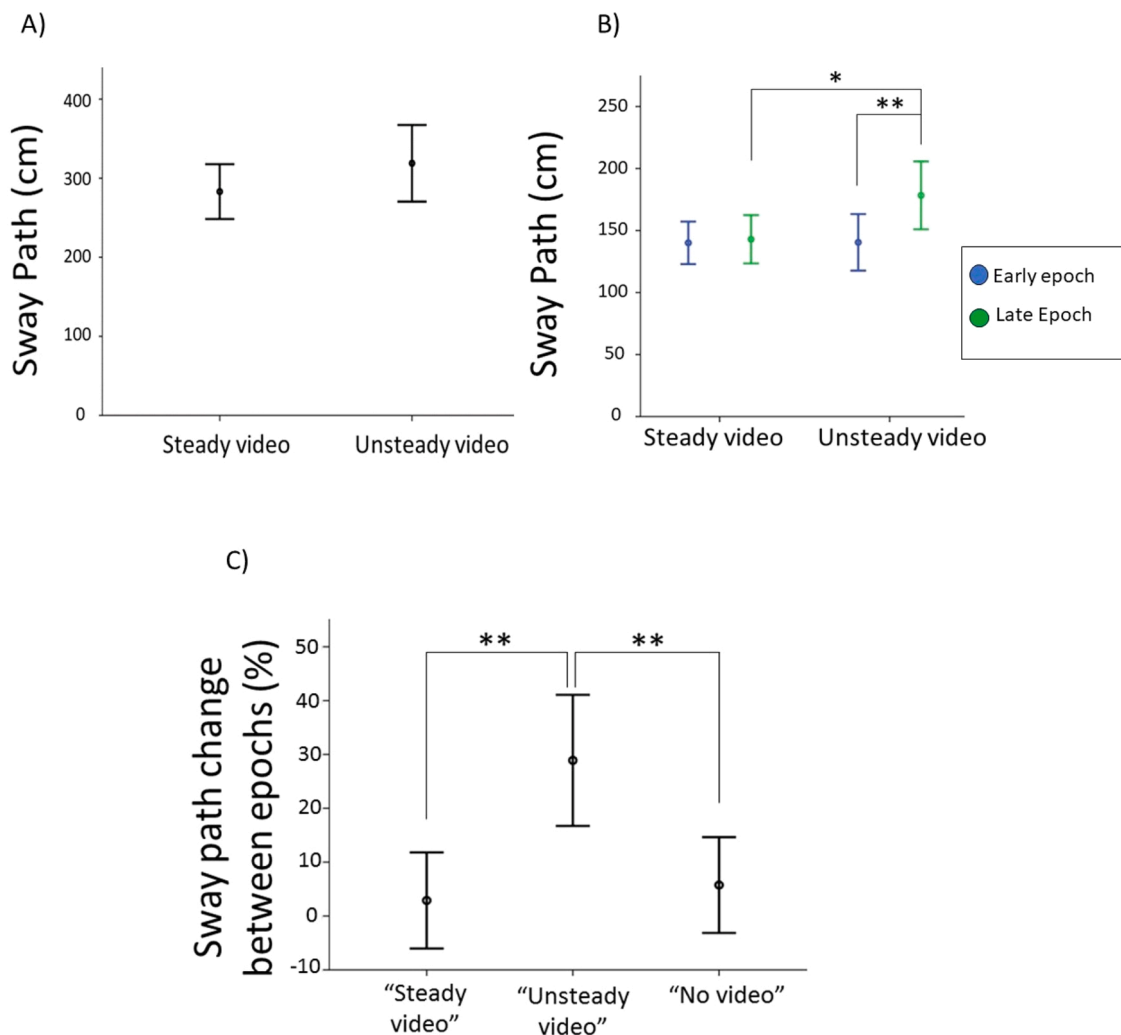 A)
Sway Path (cm)
400
300
200
100
0
Steady video
Unsteady video
B)
*
**
Sway Path (cm)
250
200
150
100
50
0
Steady video
Unsteady video
Early epoch
Late Epoch
C)
**
**
Sway path change
between epochs (%)
50
40
30
20
10
0
-10
“Steady
video”
“Unsteady
video”
“No video”